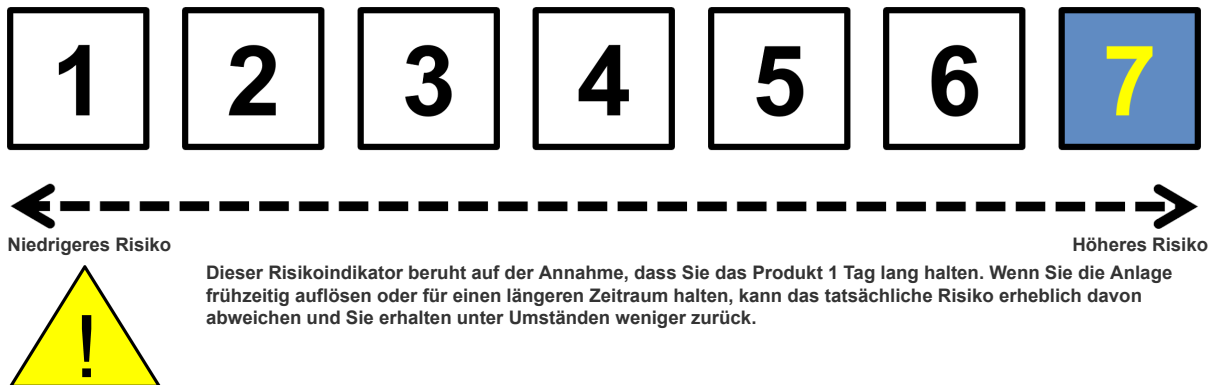 1 2 3 4 5 6 7
Niedrigeres Risiko Höheres Risiko
Dieser Risikoindikator beruht auf der Annahme, dass Sie das Produkt 1 Tag lang halten. Wenn Sie die Anlage
frühzeitig auflösen oder für einen längeren Zeitraum halten, kann das tatsächliche Risiko erheblich davon
abweichen und Sie erhalten unter Umständen weniger zurück.
!